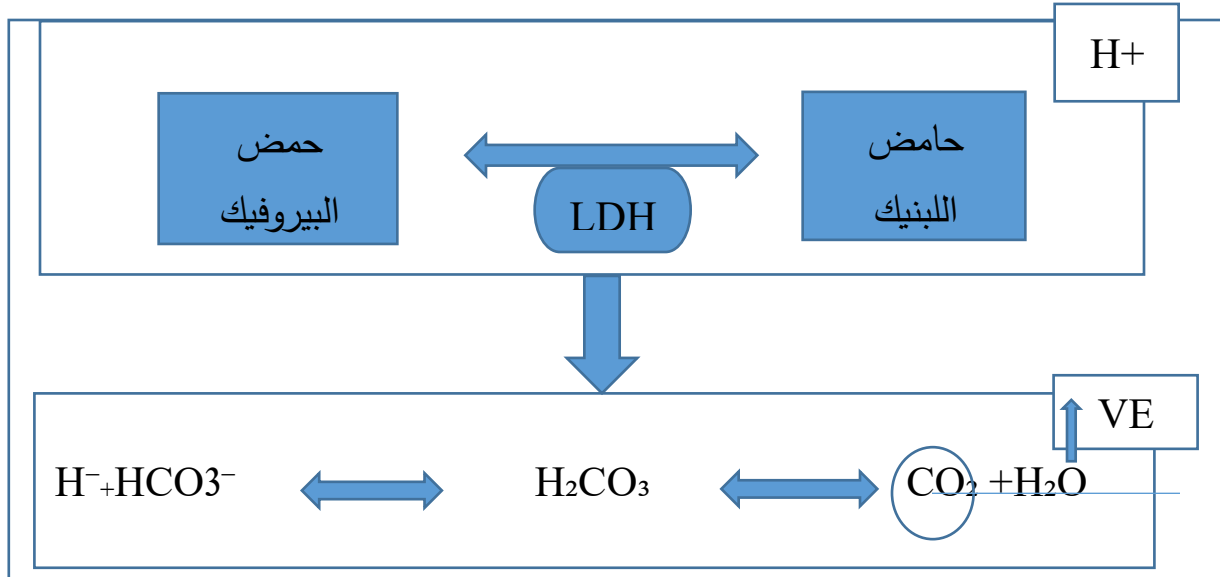 H+
حمض
البيروفيك
LDH
حامض
اللبنيك
VE
H⁻+HCO3⁻
H₂CO₃
CO₂ +H₂O